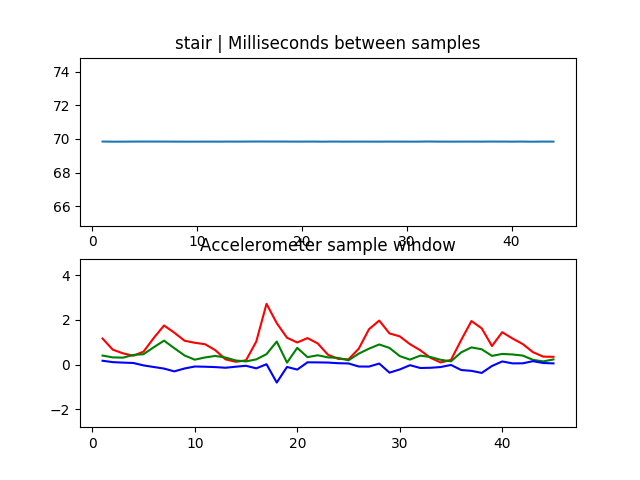 stair | Milliseconds between samples
74
72
70
68
66
0 10 20 30 40
Accelerometer sample window
4
2
0
−2
0 10 20 30 40